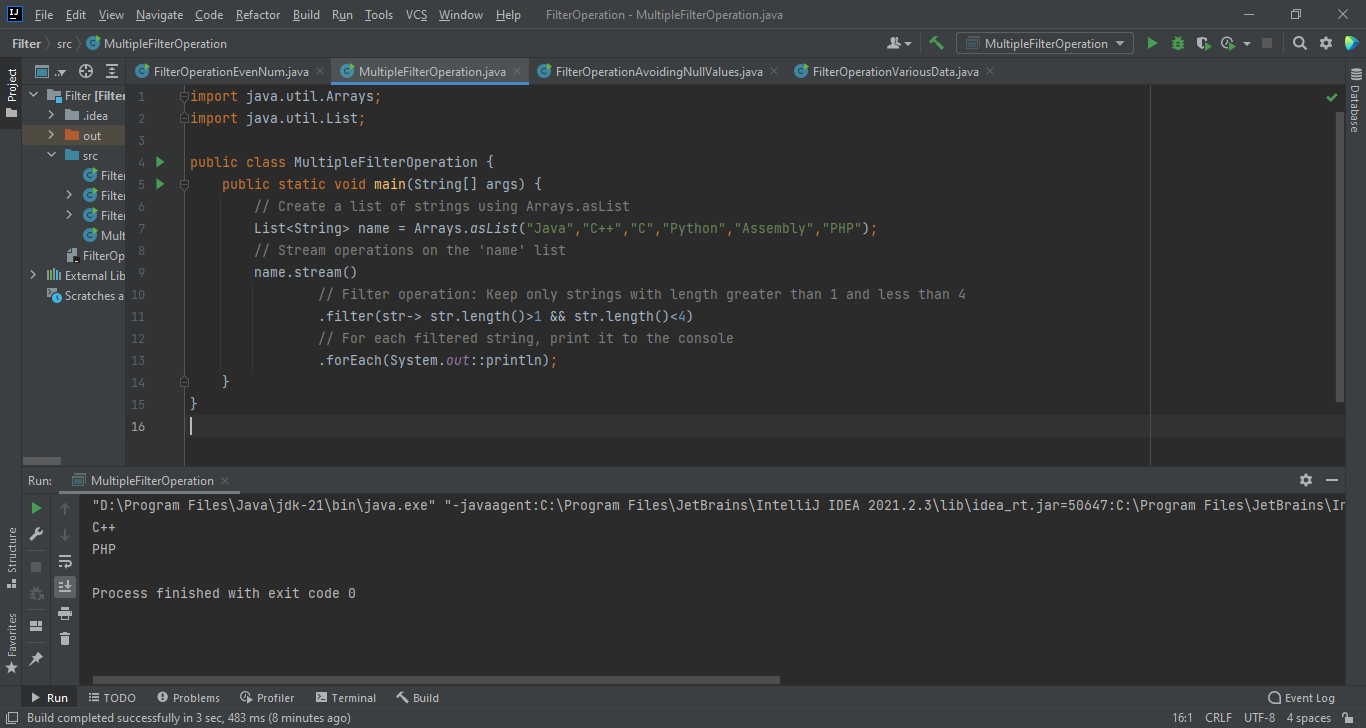 File Edit View Navigate Code Refactor Build Run Tools VCS Window Help FilterOperation - MultipleFilterOperation.java
Filter src MultipleFilterOperation MultipleFilterOperation
Project .. FilterOperationEvenNum.java MultipleFilterOperation.java FilterOperationAvoidingNullValues.java FilterOperationVariousData.java
Database
Filter [Filter
.idea
out
src
Filter
Filter
Filter
Mult
FilterOp
External Lib
Scratches a
1 import java.util.Arrays;
2 import java.util.List;
3
4 public class MultipleFilterOperation {
5 public static void main(String[] args) {
6 // Create a list of strings using Arrays.asList
7 List<String> name = Arrays.asList("Java","C++","C","Python","Assembly","PHP");
8 // Stream operations on the 'name' list
9 name.stream()
10 // Filter operation: Keep only strings with length greater than 1 and less than 4
11 .filter(str-> str.length()>1 && str.length()<4)
12 // For each filtered string, print it to the console
13 .forEach(System.out::println);
14 }
15 }
16
Run: MultipleFilterOperation
"D:\Program Files\Java\jdk-21\bin\java.exe" "-javaagent:C:\Program Files\JetBrains\IntelliJ IDEA 2021.2.3\lib\idea_rt.jar=50647:C:\Program Files\JetBrains\In
C++
PHP
Process finished with exit code 0
Structure
Favorites
Run TODO Problems Profiler Terminal Build Event Log
Build completed successfully in 3 sec, 483 ms (8 minutes ago) 16:1 CRLF UTF-8 4 spaces